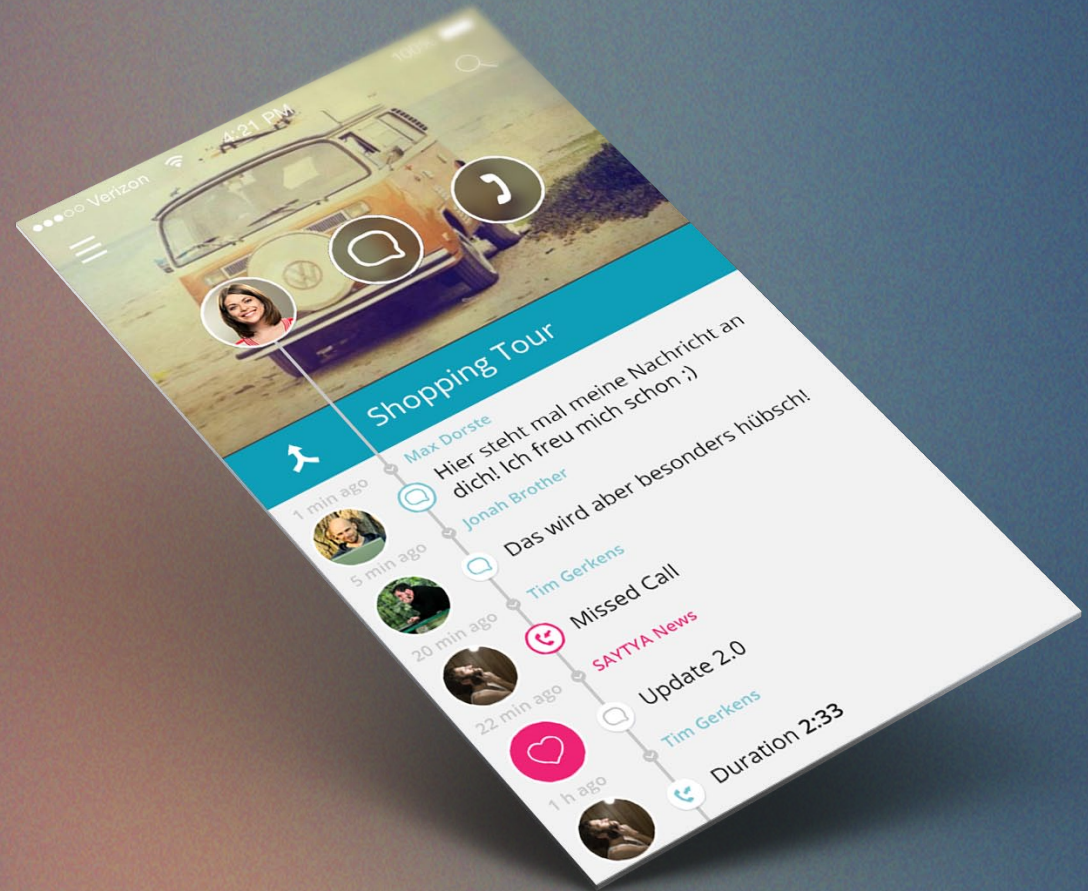 Verizon
4:21 PM
100%
Shopping Tour
1 min ago
Max Dorste
Hier steht mal meine Nachricht an
dich! Ich freu mich schon ;)
5 min ago
Jonah Brother
Das wird aber besonders hübsch!
20 min ago
Tim Gerkens
Missed Call
22 min ago
SAYTYA News
Update 2.0
1 h ago
Tim Gerkens
Duration 2:33